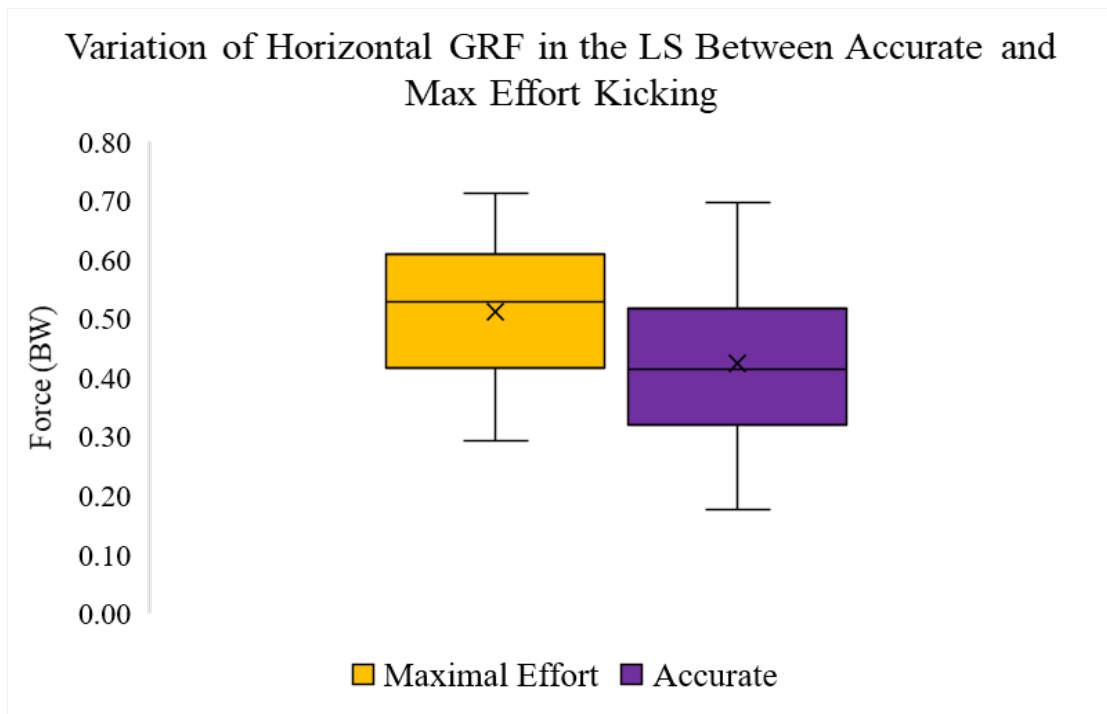 Variation of Horizontal GRF in the LS Between Accurate and
Max Effort Kicking
0.80
0.70
0.60
0.50
0.40
0.30
0.20
0.10
0.00
Force (BW)
Maximal Effort
Accurate